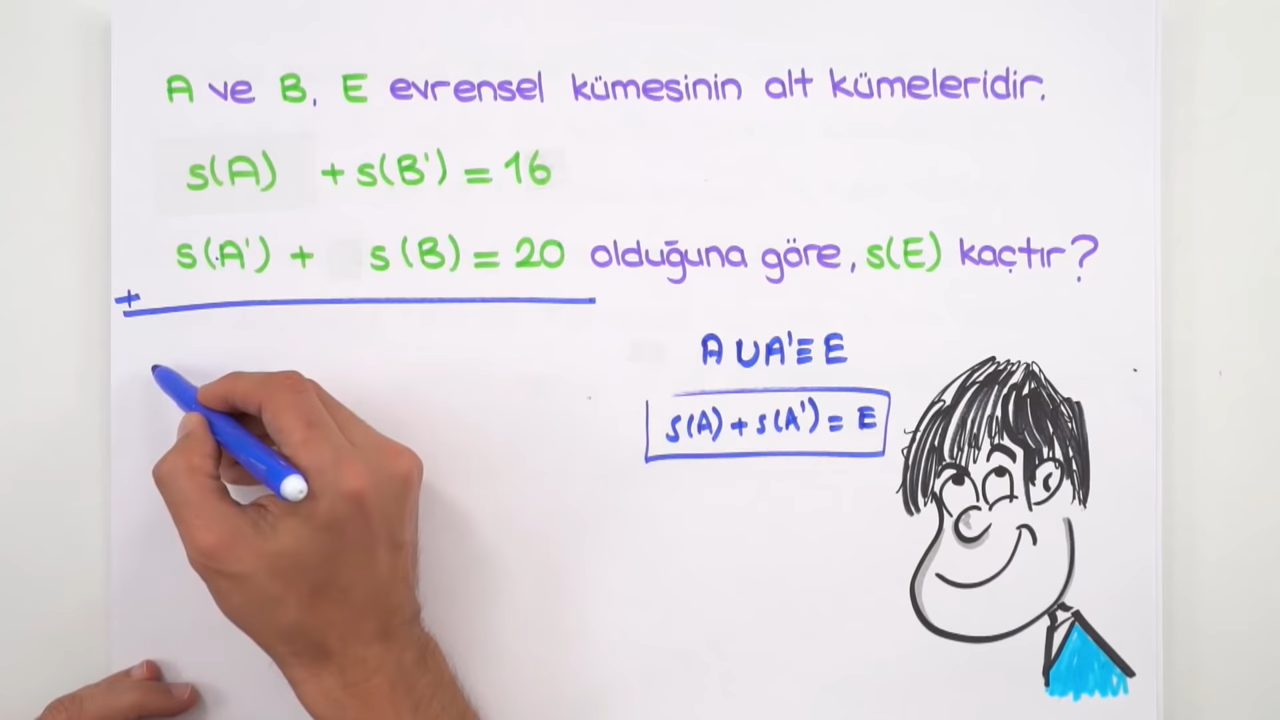 A ve B, E evrensel kümesinin alt kümeleridir.
s(A) + s(B') = 16
s(A') + s(B) = 20 olduğuna göre, s(E) kaçtır?
+
A ∪ A' ≡ E
s(A) + s(A') = E